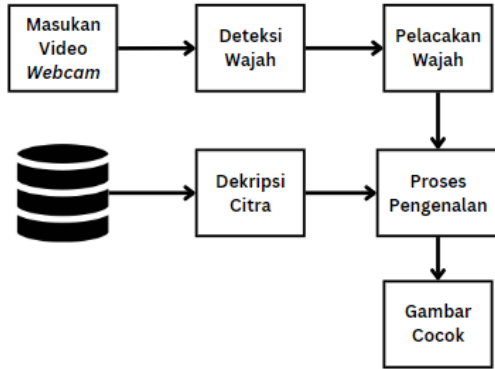 Masukan
Video
Webcam
Deteksi
Wajah
Pelacakan
Wajah
Dekripsi
Citra
Proses
Pengenalan
Gambar
Cocok